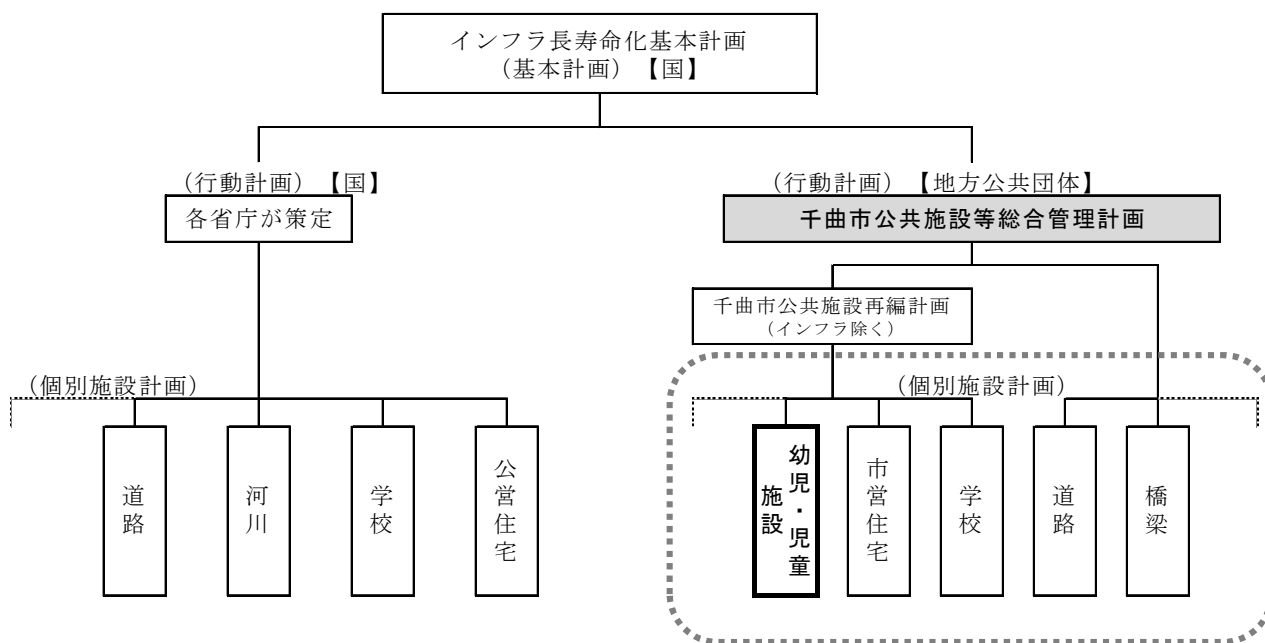 インフラ長寿命化基本計画
（基本計画）【国】
（行動計画）【国】
各省庁が策定
（行動計画）【地方公共団体】
千曲市公共施設等総合管理計画
千曲市公共施設再編計画
（インフラ除く）
（個別施設計画）
道路
河川
学校
公営住宅
（個別施設計画）
幼児・児童
施設
市営住宅
学校
道路
橋梁